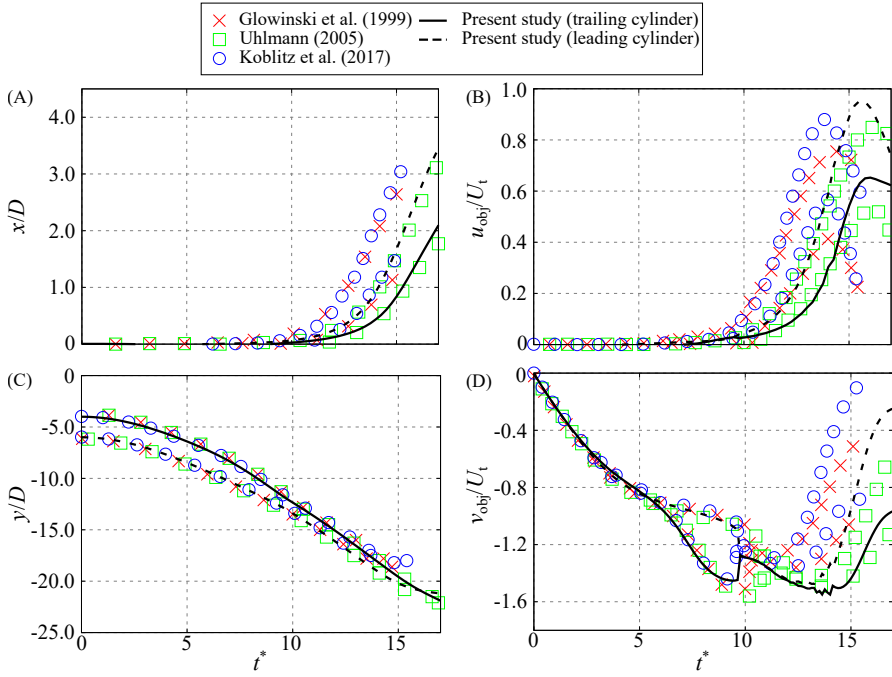 Glowinski et al. (1999)
Present study (trailing cylinder)
Uhlmann (2005)
Present study (leading cylinder)
Koblitz et al. (2017)
(A)
4.0
3.0
2.0
1.0
0
x/D
(B)
1.0
0.8
0.6
0.4
0.2
0
u_obj/U_t
(C)
0
-5.0
-10.0
-15.0
-20.0
-25.0
y/D
0
5
10
15
t*
(D)
0
-0.4
-0.8
-1.2
-1.6
v_obj/U_t
0
5
10
15
t*